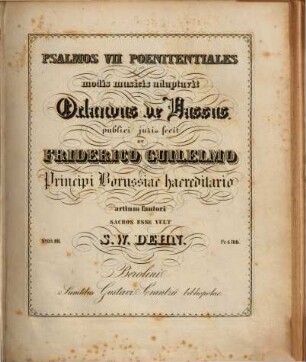 PSALMOS VII POENITENTIALES
modis musicis adaptavit
Orlandus de Lassus
publici juris fecit
ET
FRIDERICO GUILELMO
Principi Borussiae haereditario
artium fautori
SACROS ESSE VULT
S. W. DEHN.
Berolini
Sumtibus Gustavi Crantzii bibliopolae